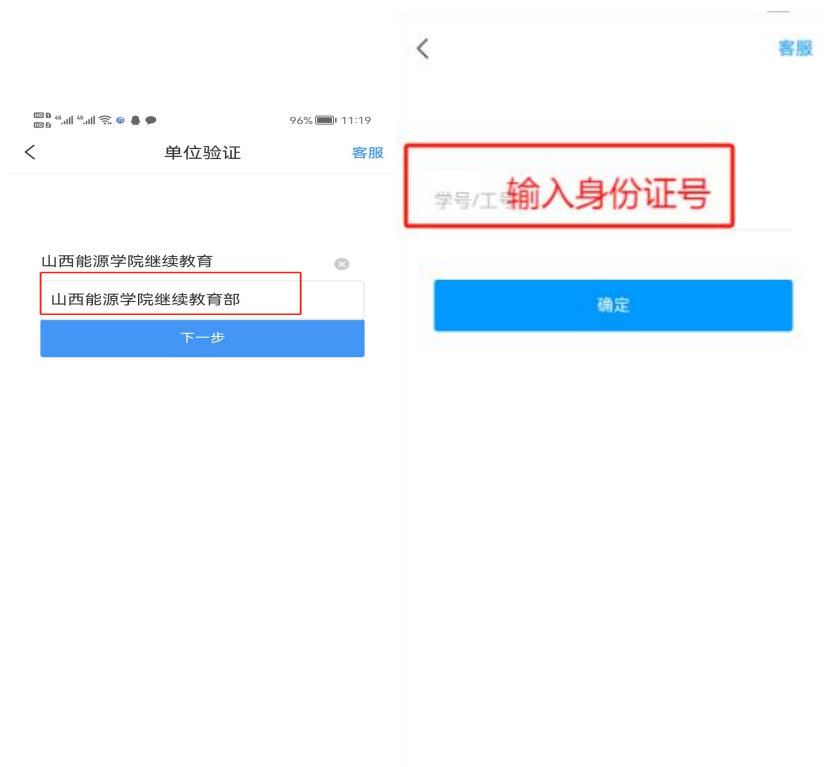 96% 11:19
单位验证 客服
山西能源学院继续教育
山西能源学院继续教育部
下一步
客服
学号/工号
输入身份证号
确定